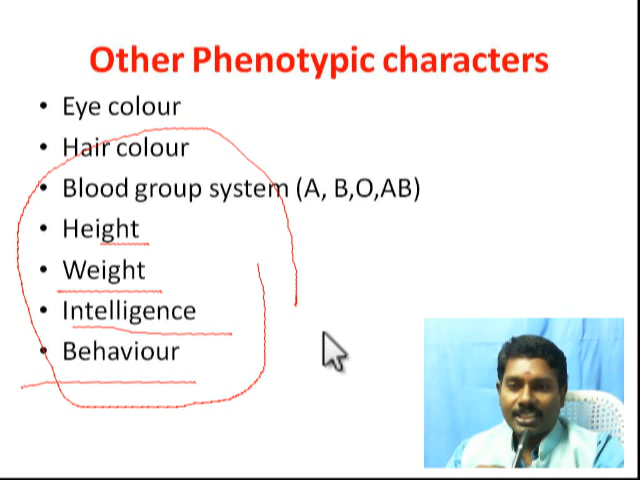 Other Phenotypic characters
• Eye colour
• Hair colour
• Blood group system (A, B,O,AB)
• Height
• Weight
• Intelligence
• Behaviour